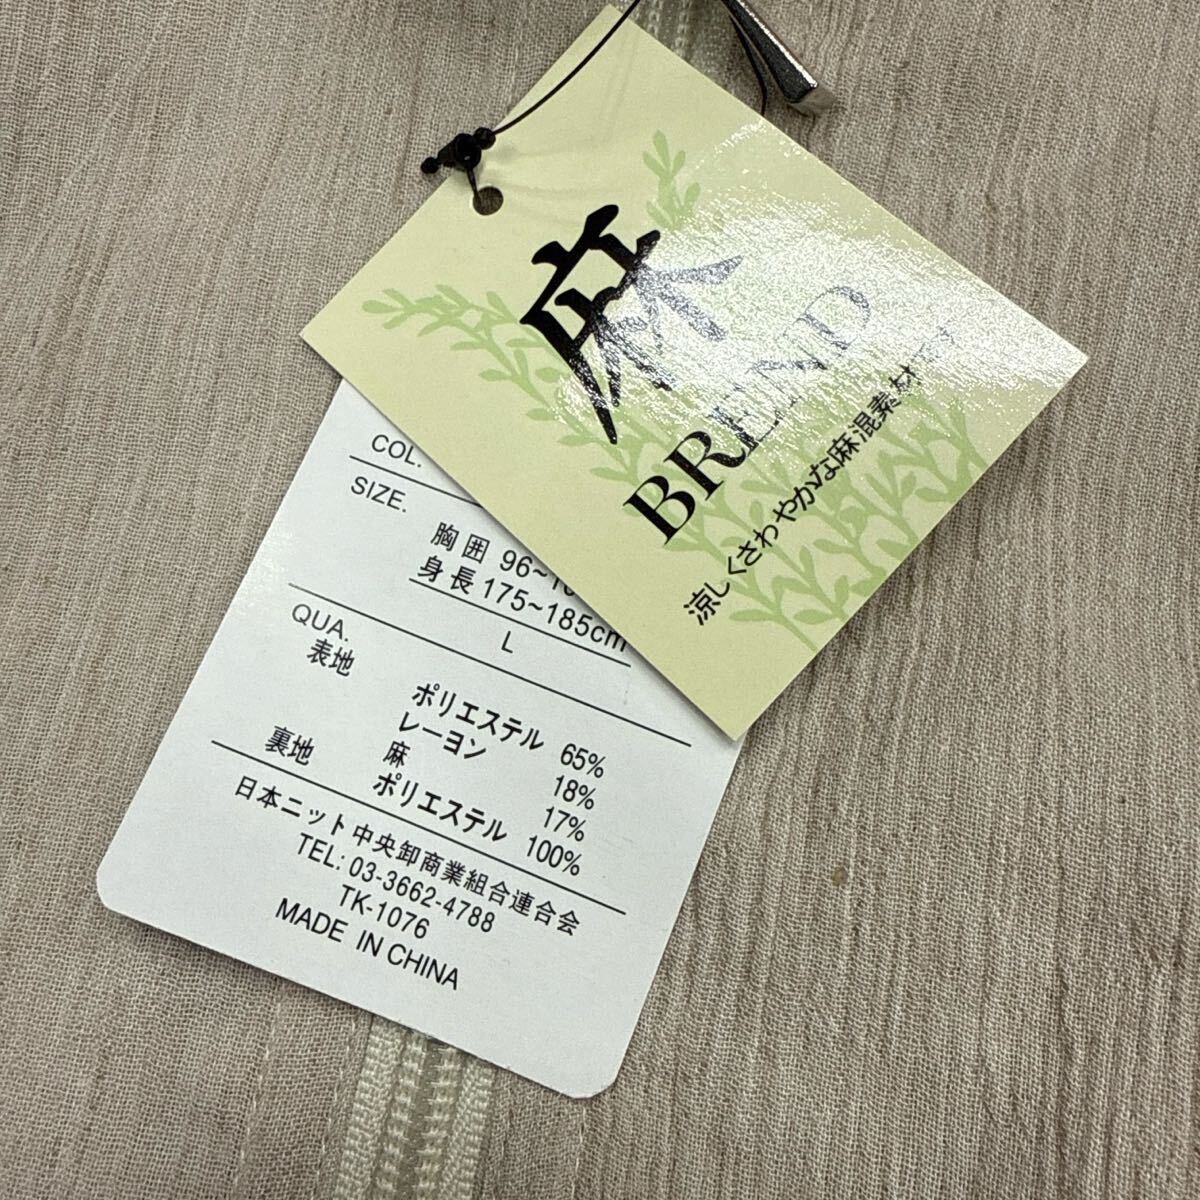 麻
BREND
涼しくさわやかな麻混素材です
COL.
SIZE.
胸囲 96~10
身長 175~185cm
L
QUA.
表地
ポリエステル 65%
レーヨン 18%
麻 17%
裏地 ポリエステル 100%
日本ニット中央卸商業組合連合会
TEL: 03-3662-4788
TK-1076
MADE IN CHINA